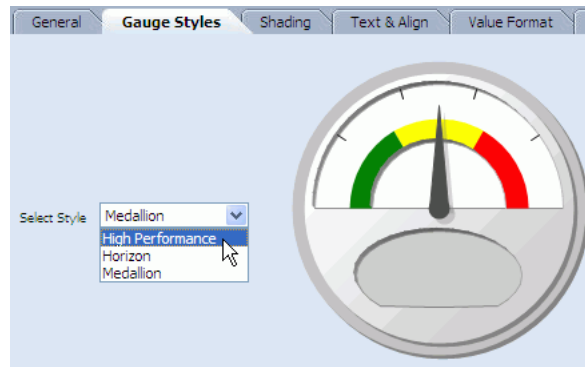 General Gauge Styles Shading Text & Align Value Format
Select Style Medallion
High Performance
Horizon
Medallion